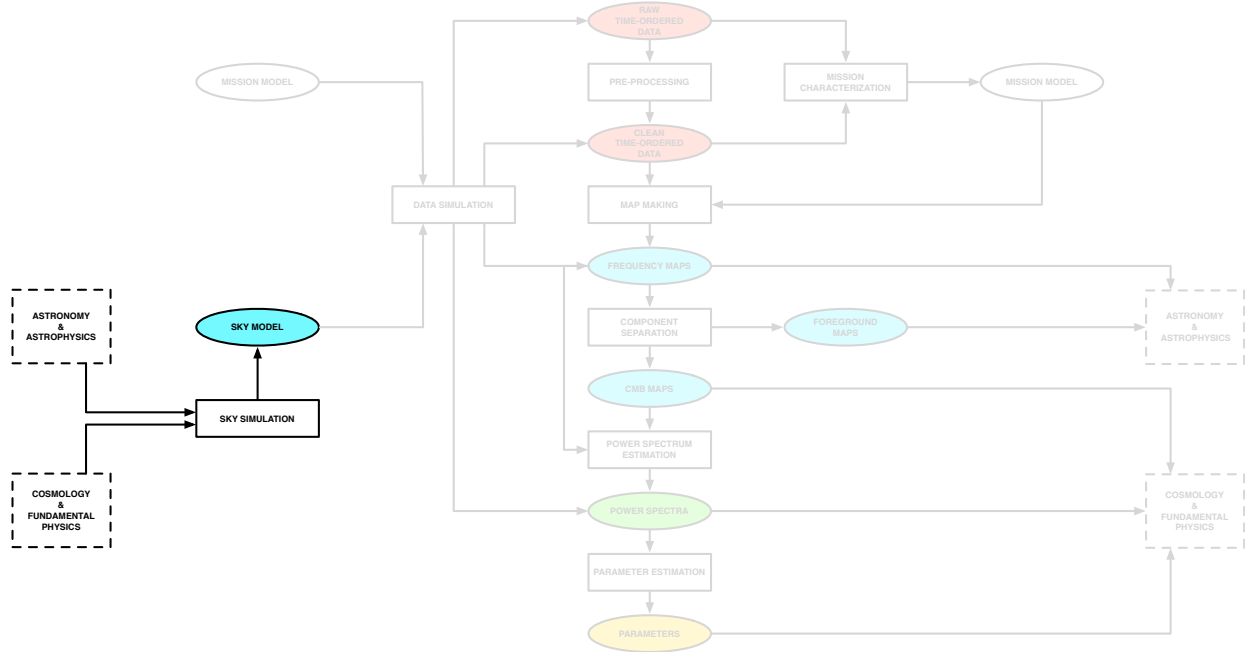 RAW
TIME-ORDERED
DATA
MISSION MODEL
PRE-PROCESSING
MISSION
CHARACTERIZATION
MISSION MODEL
CLEAN
TIME-ORDERED
DATA
DATA SIMULATION
MAP MAKING
FREQUENCY MAPS
ASTRONOMY
&
ASTROPHYSICS
SKY MODEL
COMPONENT
SEPARATION
FOREGROUND
MAPS
ASTRONOMY
&
ASTROPHYSICS
CMB MAPS
SKY SIMULATION
POWER SPECTRUM
ESTIMATION
COSMOLOGY
&
FUNDAMENTAL
PHYSICS
POWER SPECTRA
COSMOLOGY
&
FUNDAMENTAL
PHYSICS
PARAMETER ESTIMATION
PARAMETERS